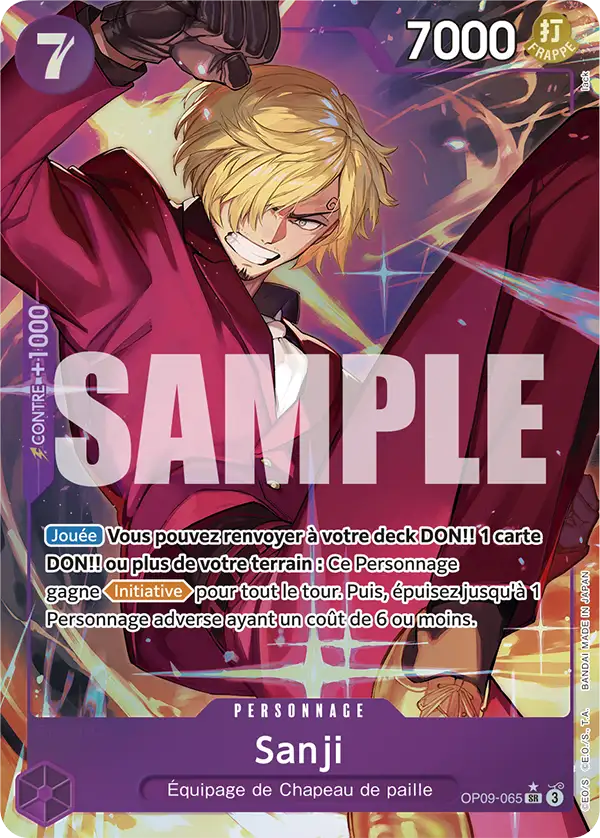 7
7000
打
FRAPPE
lack
CONTRE +1000
SAMPLE
Jouée Vous pouvez renvoyer à votre deck DON!! 1 carte
DON!! ou plus de votre terrain : Ce Personnage
gagne Initiative pour tout le tour. Puis, épuisez jusqu'à 1
Personnage adverse ayant un coût de 6 ou moins.
©E.O./S. ©E.O./S., T.A. BANDAI MADE IN JAPAN
PERSONNAGE
Sanji
Équipage de Chapeau de paille
OP09-065 SR 3